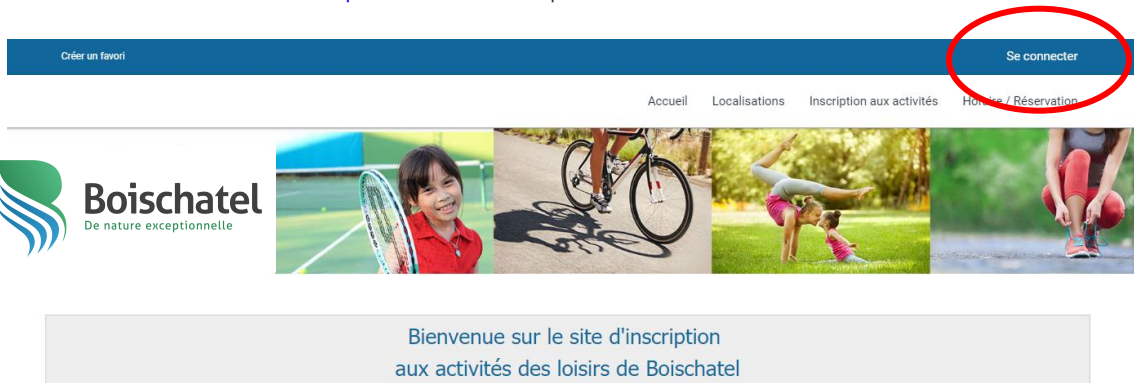 Créer un favori
Se connecter
Accueil Localisations Inscription aux activités Horaire / Réservation
Boischatel
De nature exceptionnelle
Bienvenue sur le site d'inscription
aux activités des loisirs de Boischatel